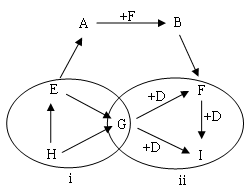 +F
A B
E +D F
G +D
H +D I
i ii